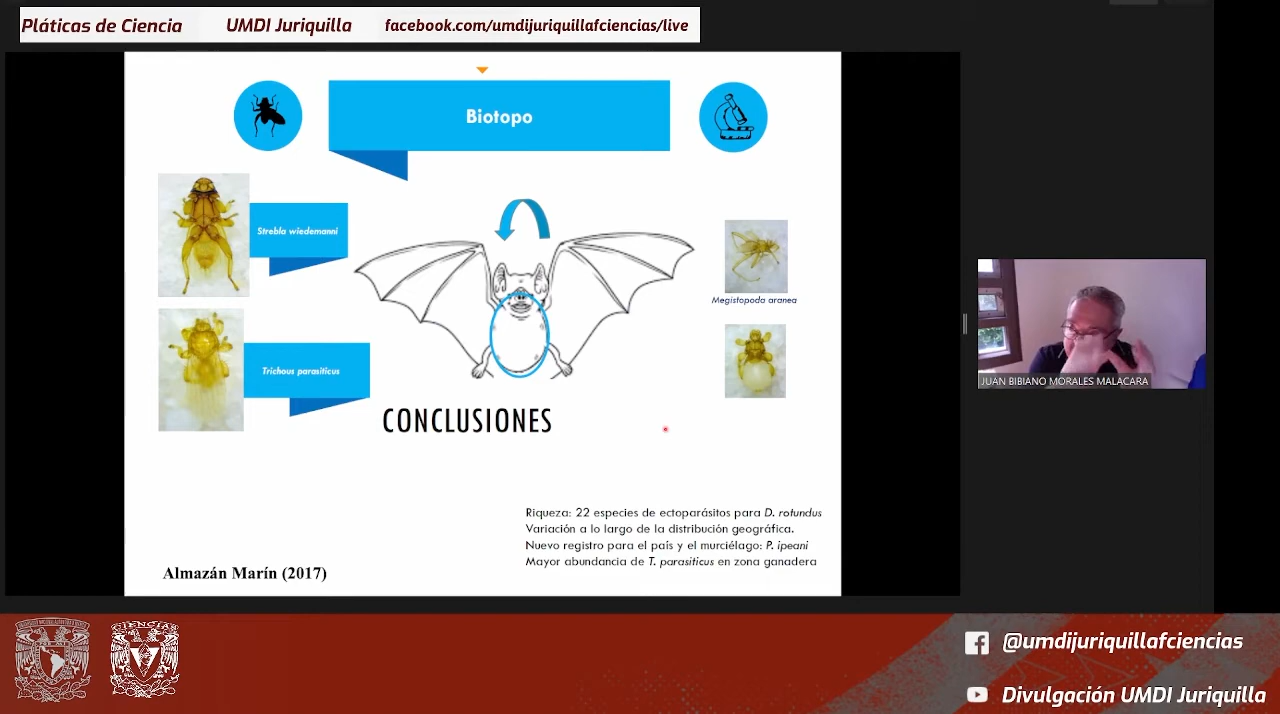 Pláticas de Ciencia
UMDI Juriquilla
facebook.com/umdijuriquillafciencias/live
Biotopo
Strebla wiedemanni
Megistopoda aranea
Trichous parasiticus
CONCLUSIONES
Riqueza: 22 especies de ectoparásitos para D. rotundus
Variación a lo largo de la distribución geográfica.
Nuevo registro para el país y el murciélago: P. ipeani
Mayor abundancia de T. parasiticus en zona ganadera
Almazán Marín (2017)
JUAN BIBIANO MORALES MALACARA
CIENCIAS
@umdijuriquillafciencias
Divulgación UMDI Juriquilla